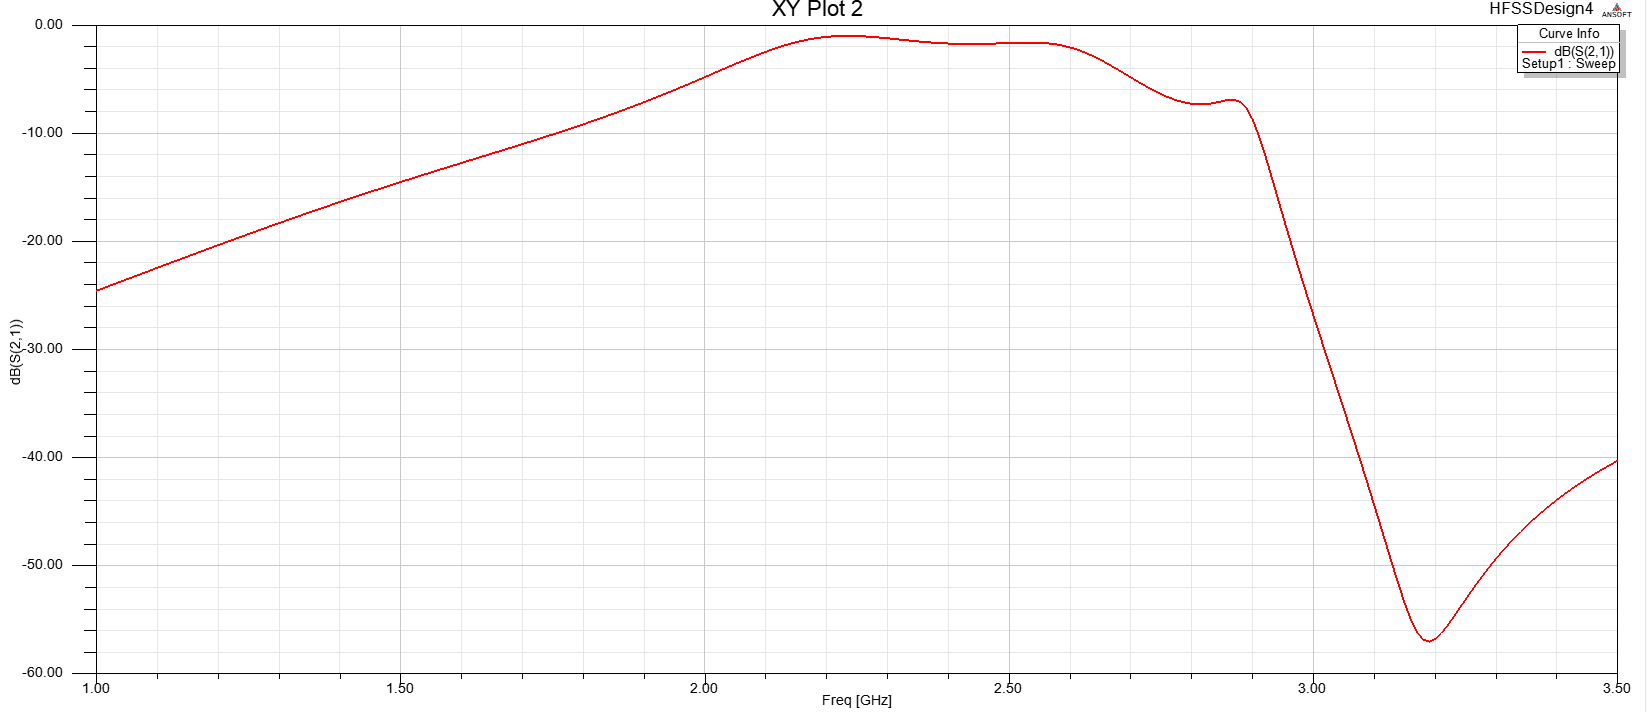 XY Plot 2
HFSSDesign4
ANSOFT
Curve Info
dB(S(2,1))
Setup1 : Sweep
0.00
-10.00
-20.00
-30.00
-40.00
-50.00
-60.00
dB(S(2,1))
1.00 1.50 2.00 2.50 3.00 3.50
Freq [GHz]